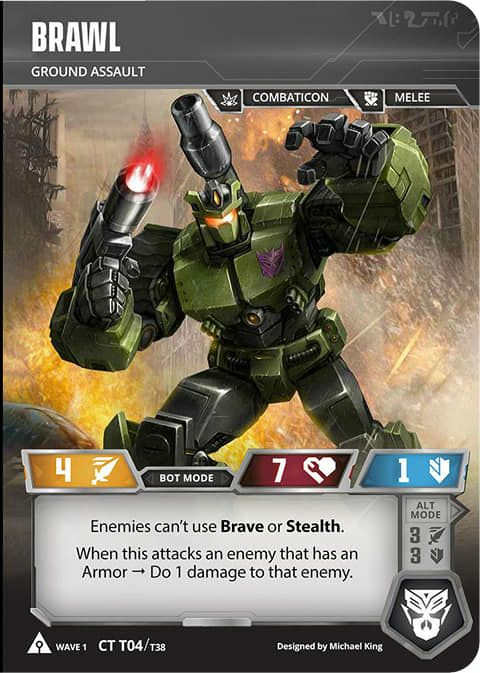 BRAWL
GROUND ASSAULT
COMBATICON MELEE
4 BOT MODE 7 1
Enemies can't use Brave or Stealth.
When this attacks an enemy that has an
Armor → Do 1 damage to that enemy.
ALT
MODE
3
3
WAVE 1 CT T04/T38 Designed by Michael King